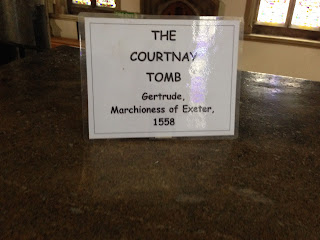 THE
COURTNAY
TOMB
Gertrude,
Marchioness of Exeter,
1558